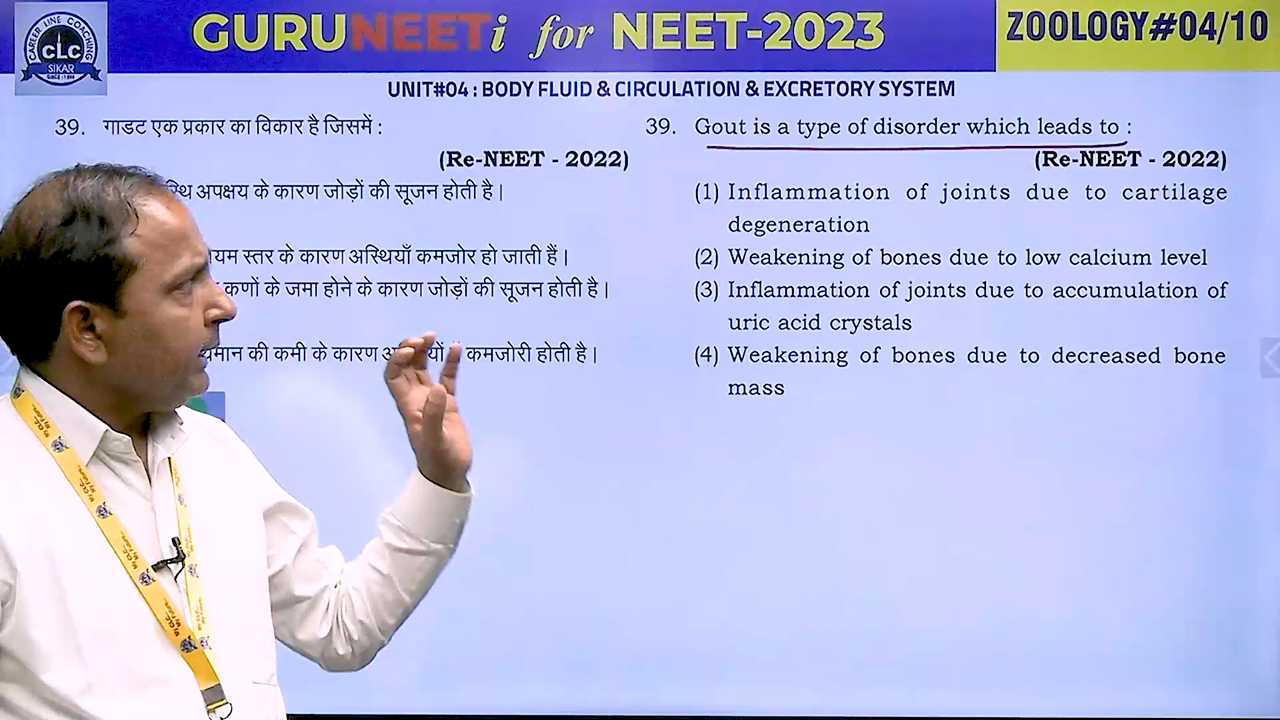 GURUNEETi for NEET-2023
ZOOLOGY#04/10
CAREER LINE COACHING
CLC
SIKAR
SINCE : 1996
UNIT#04 : BODY FLUID & CIRCULATION & EXCRETORY SYSTEM
39. गाडट एक प्रकार का विकार है जिसमें :
(Re-NEET - 2022)
अपक्षय के कारण जोड़ों की सूजन होती है।
स्तर के कारण अस्थियाँ कमजोर हो जाती हैं।
कणों के जमा होने के कारण जोड़ों की सूजन होती है।
की कमी के कारण कमजोरी होती है।
39. Gout is a type of disorder which leads to :
(Re-NEET - 2022)
(1) Inflammation of joints due to cartilage
degeneration
(2) Weakening of bones due to low calcium level
(3) Inflammation of joints due to accumulation of
uric acid crystals
(4) Weakening of bones due to decreased bone
mass